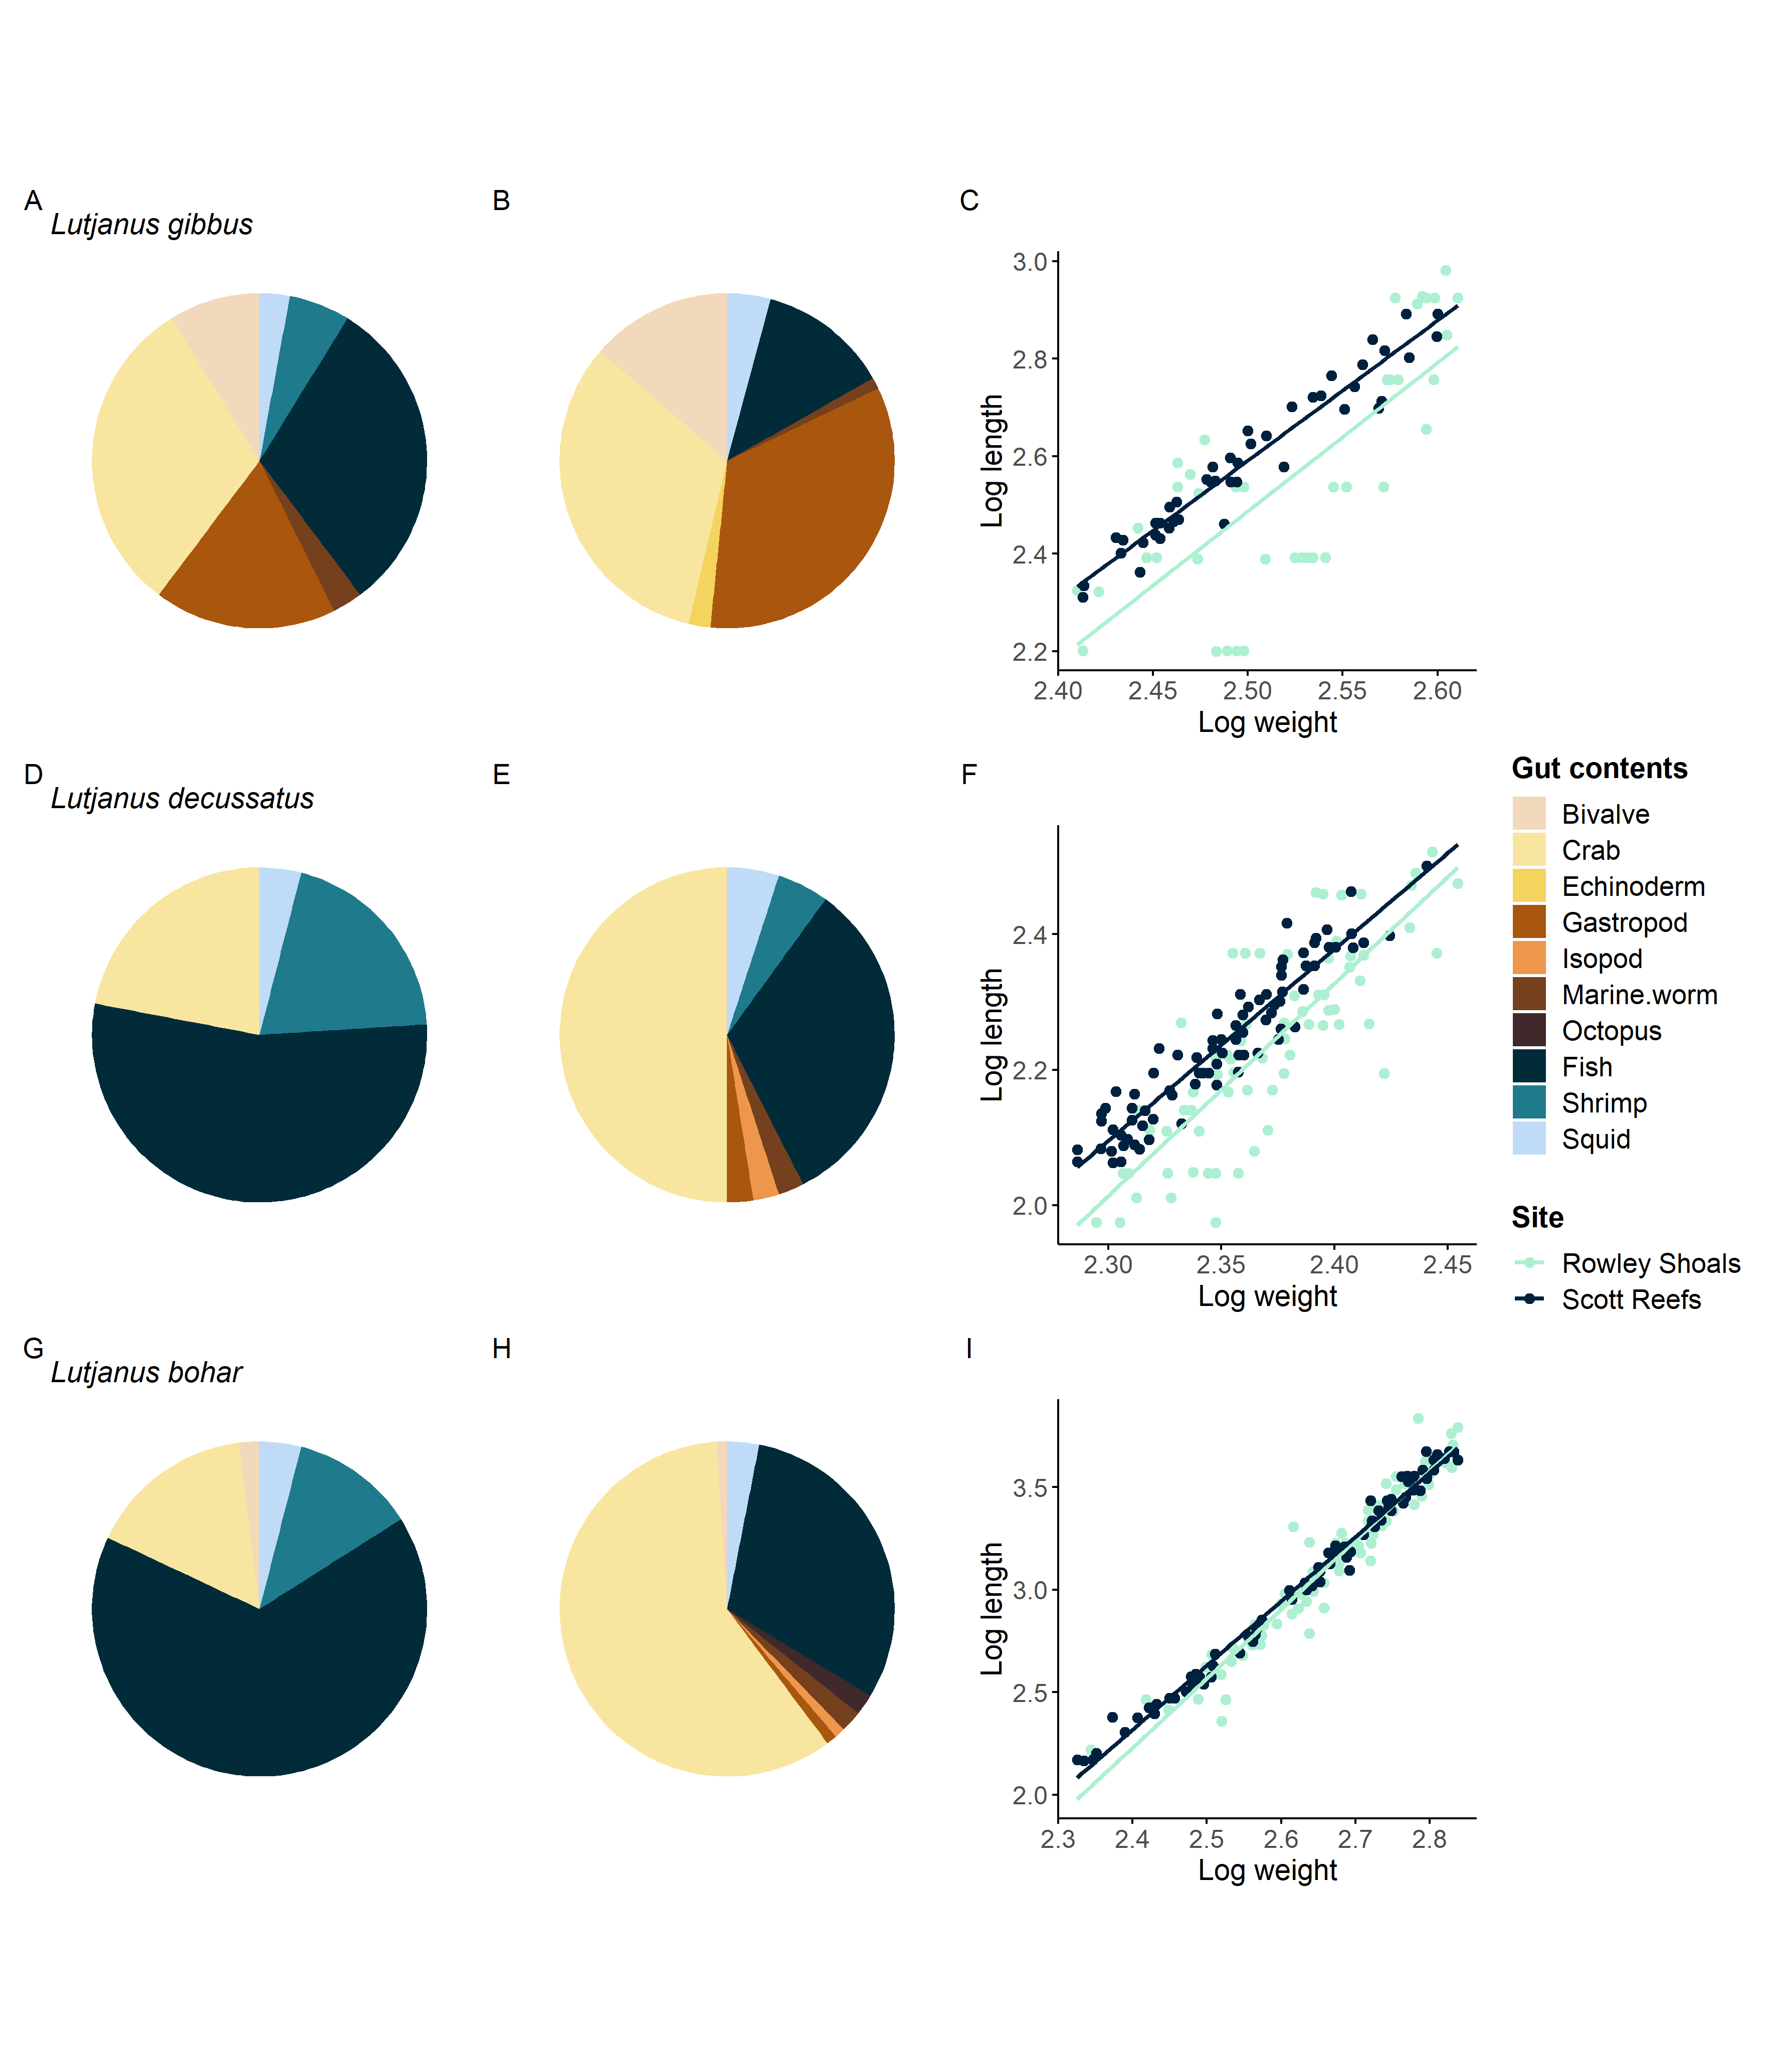 A
B
C
Lutjanus gibbus
3.0
2.8
2.6
2.4
2.2
Log length
2.40 2.45 2.50 2.55 2.60
Log weight
D
E
F
Lutjanus decussatus
2.4
2.2
2.0
Log length
2.30 2.35 2.40 2.45
Log weight
Gut contents
Bivalve
Crab
Echinoderm
Gastropod
Isopod
Marine.worm
Octopus
Fish
Shrimp
Squid
Site
Rowley Shoals
Scott Reefs
G
H
I
Lutjanus bohar
3.5
3.0
2.5
2.0
Log length
2.3 2.4 2.5 2.6 2.7 2.8
Log weight